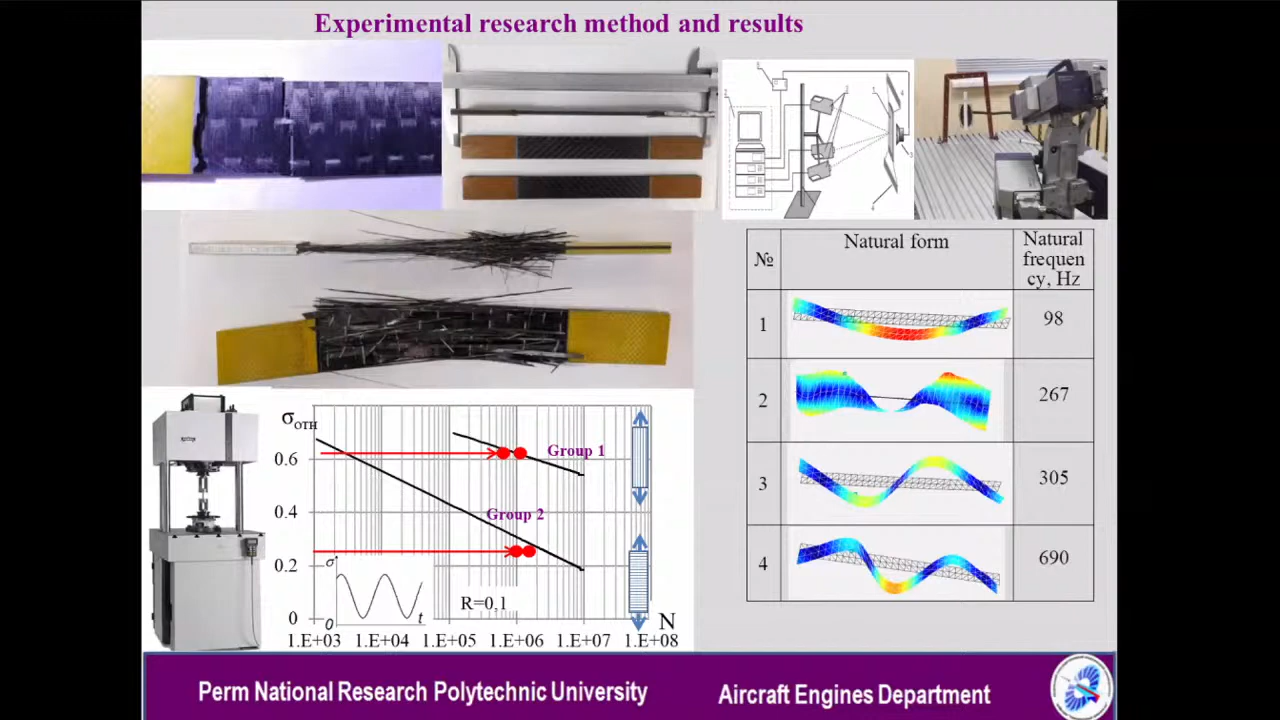 Experimental research method and results
№
Natural form
Natural
frequen
cy, Hz
1
98
2
267
3
305
4
690
σотн
0.6
0.4
0.2
0
Group 1
Group 2
σ
0
t
R=0,1
N
1.E+03
1.E+04
1.E+05
1.E+06
1.E+07
1.E+08
Perm National Research Polytechnic University
Aircraft Engines Department